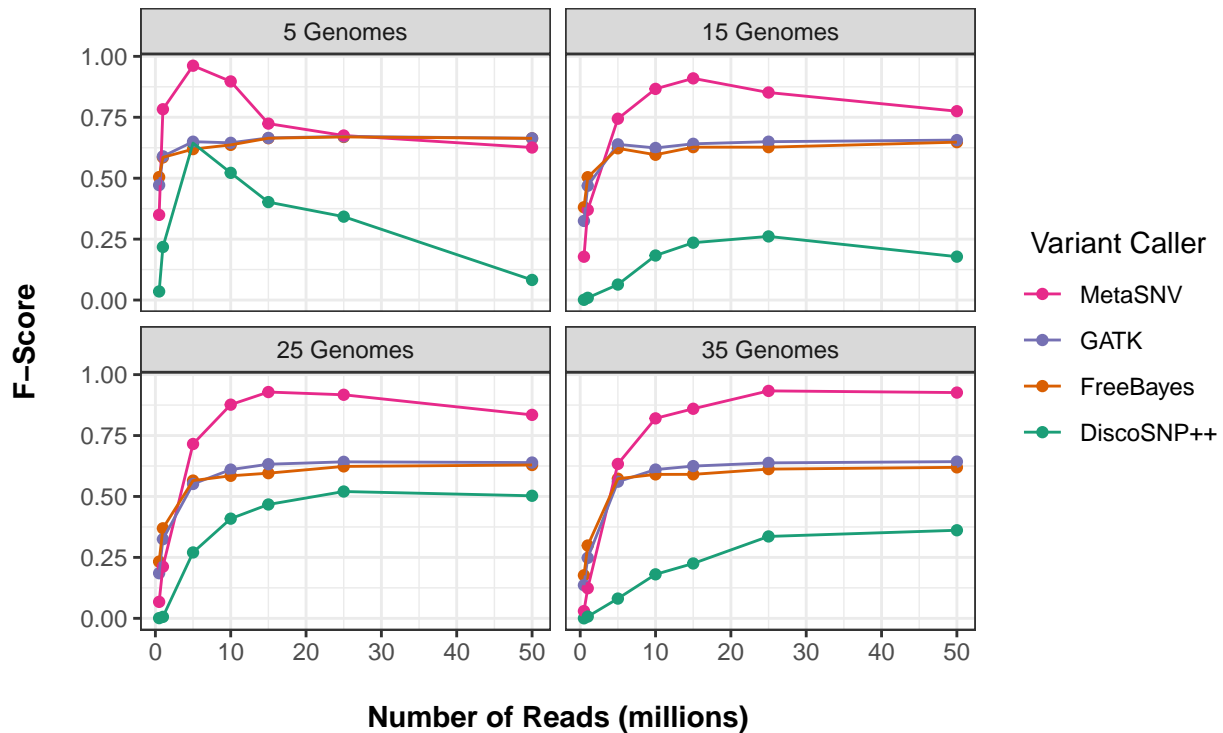 5 Genomes
15 Genomes
1.00
0.75
0.50
0.25
0.00
25 Genomes
35 Genomes
1.00
0.75
0.50
0.25
0.00
0 10 20 30 40 50
0 10 20 30 40 50
F−Score
Number of Reads (millions)
Variant Caller
MetaSNV
GATK
FreeBayes
DiscoSNP++